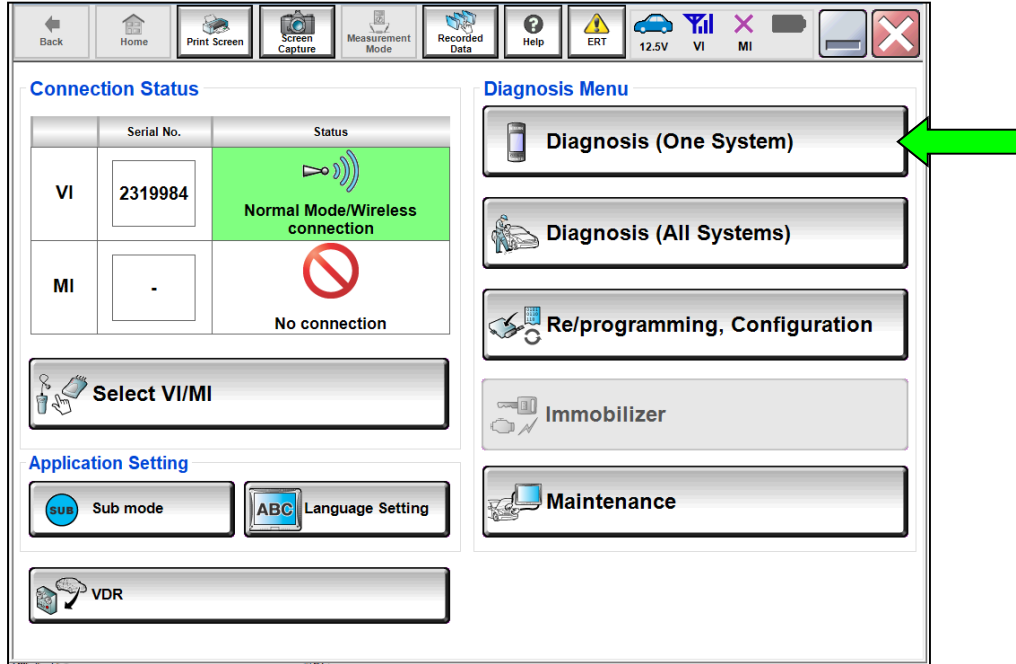 Back
Home
Print Screen
Screen
Capture
Measurement
Mode
Recorded
Data
Help
ERT
12.5V
VI
MI
Connection Status
Serial No.
Status
VI
2319984
Normal Mode/Wireless
connection
MI
-
No connection
Select VI/MI
Application Setting
SUB
Sub mode
ABC
Language Setting
VDR
Diagnosis Menu
Diagnosis (One System)
Diagnosis (All Systems)
Re/programming, Configuration
Immobilizer
Maintenance